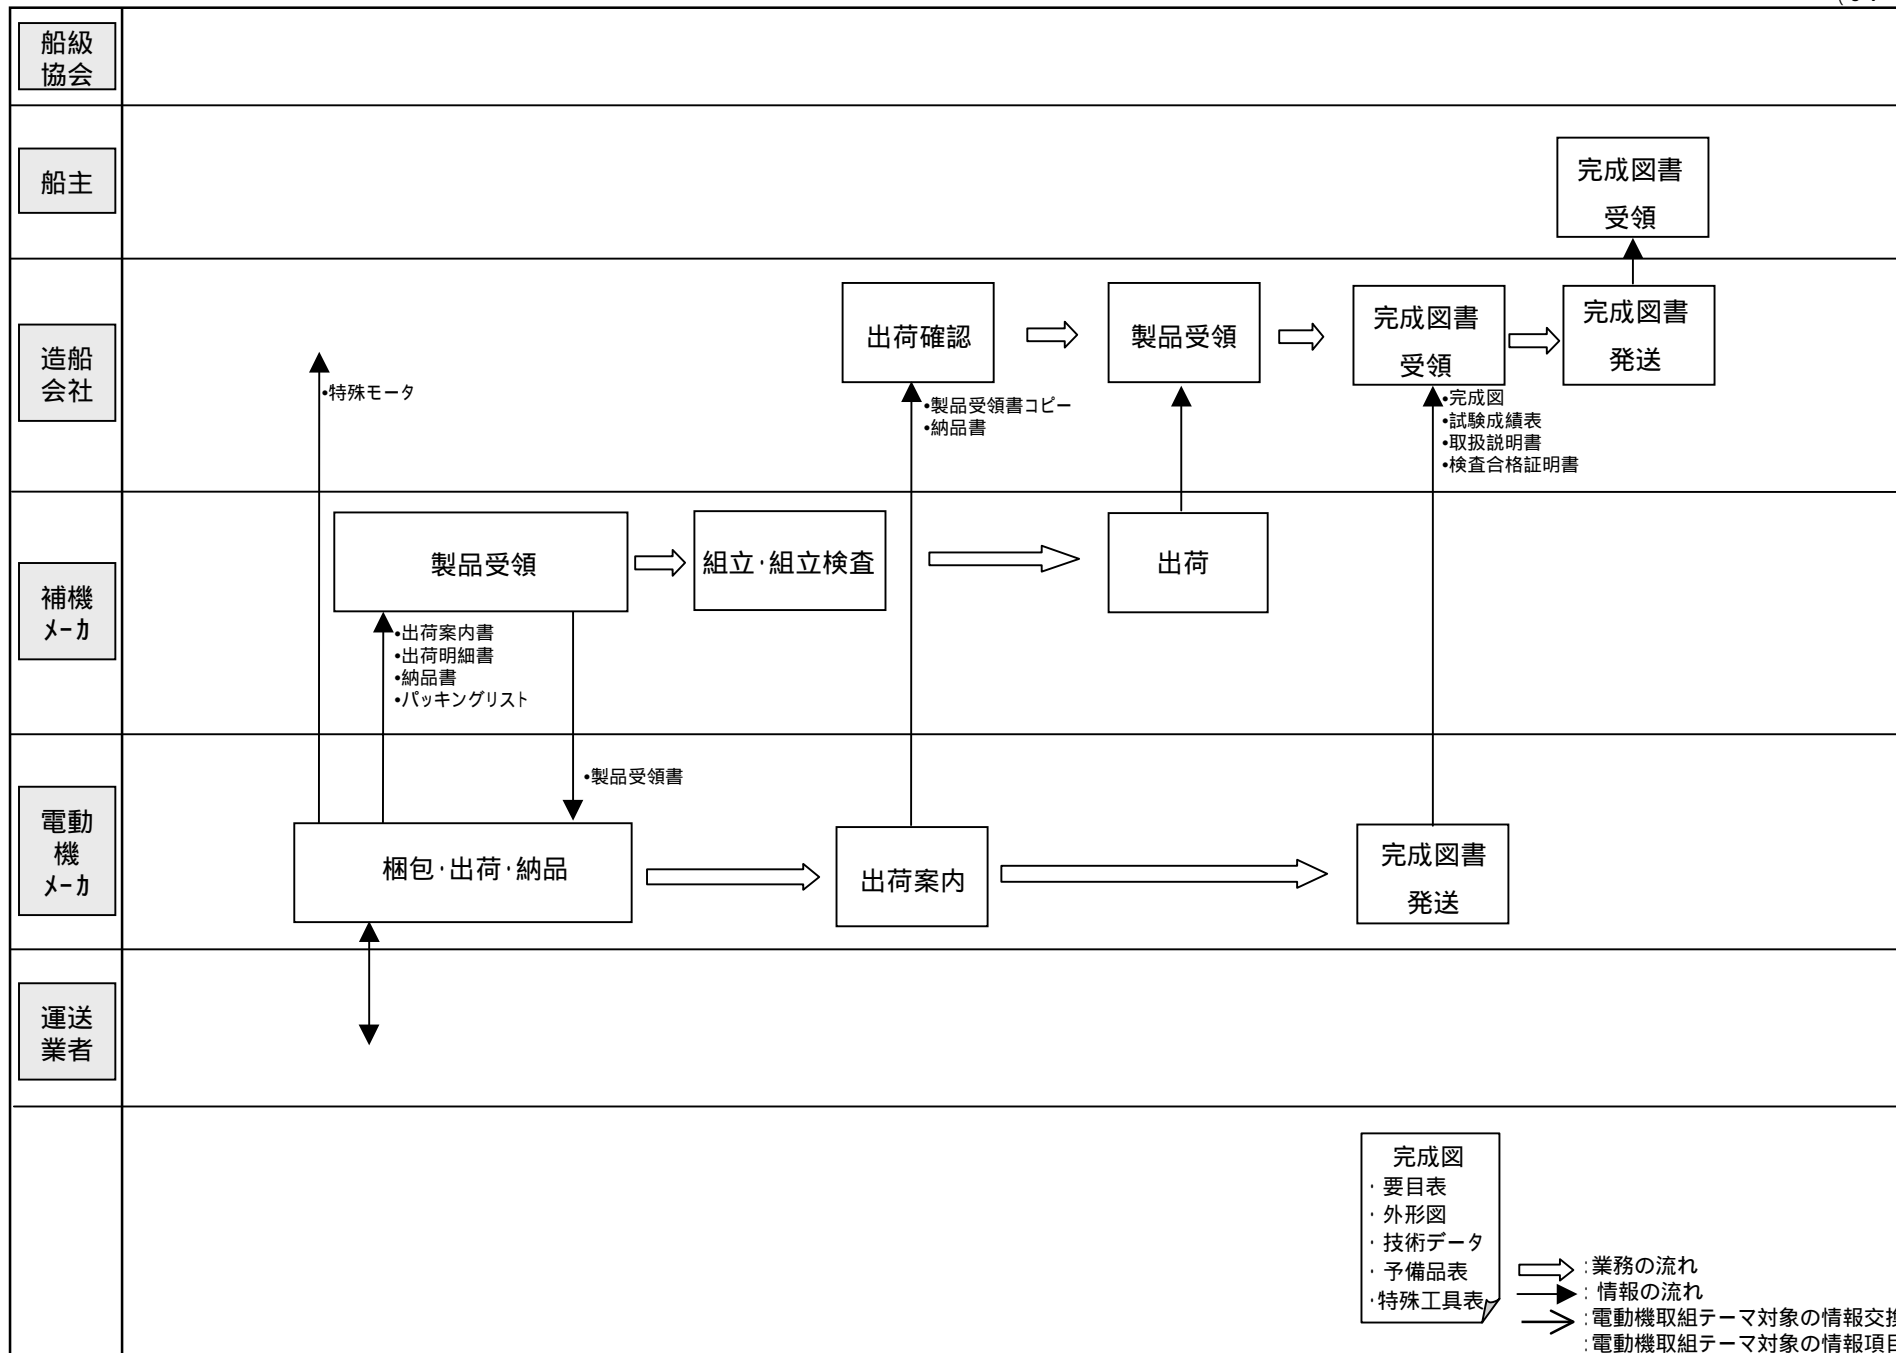 船級
協会
船主
完成図書
受領
造船
会社
出荷確認
製品受領
完成図書
受領
完成図書
発送
•特殊モータ
•製品受領書コピー
•納品書
•完成図
•試験成績表
•取扱説明書
•検査合格証明書
補機
メーカ
製品受領
組立・組立検査
出荷
•出荷案内書
•出荷明細書
•納品書
•パッキングリスト
•製品受領書
電動
機
メーカ
梱包・出荷・納品
出荷案内
完成図書
発送
運送
業者
完成図
・要目表
・外形図
・技術データ
・予備品表
・特殊工具表
:業務の流れ
:情報の流れ
:電動機取組テーマ対象の情報交換
:電動機取組テーマ対象の情報項目